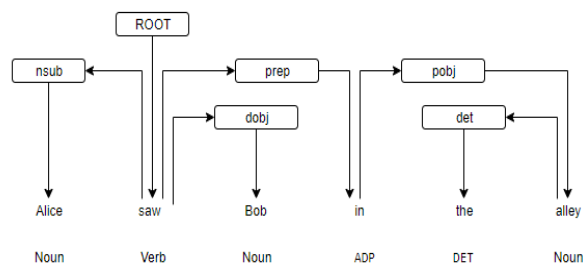 ROOT
nsub prep pobj
dobj det
Alice saw Bob in the alley
Noun Verb Noun ADP DET Noun